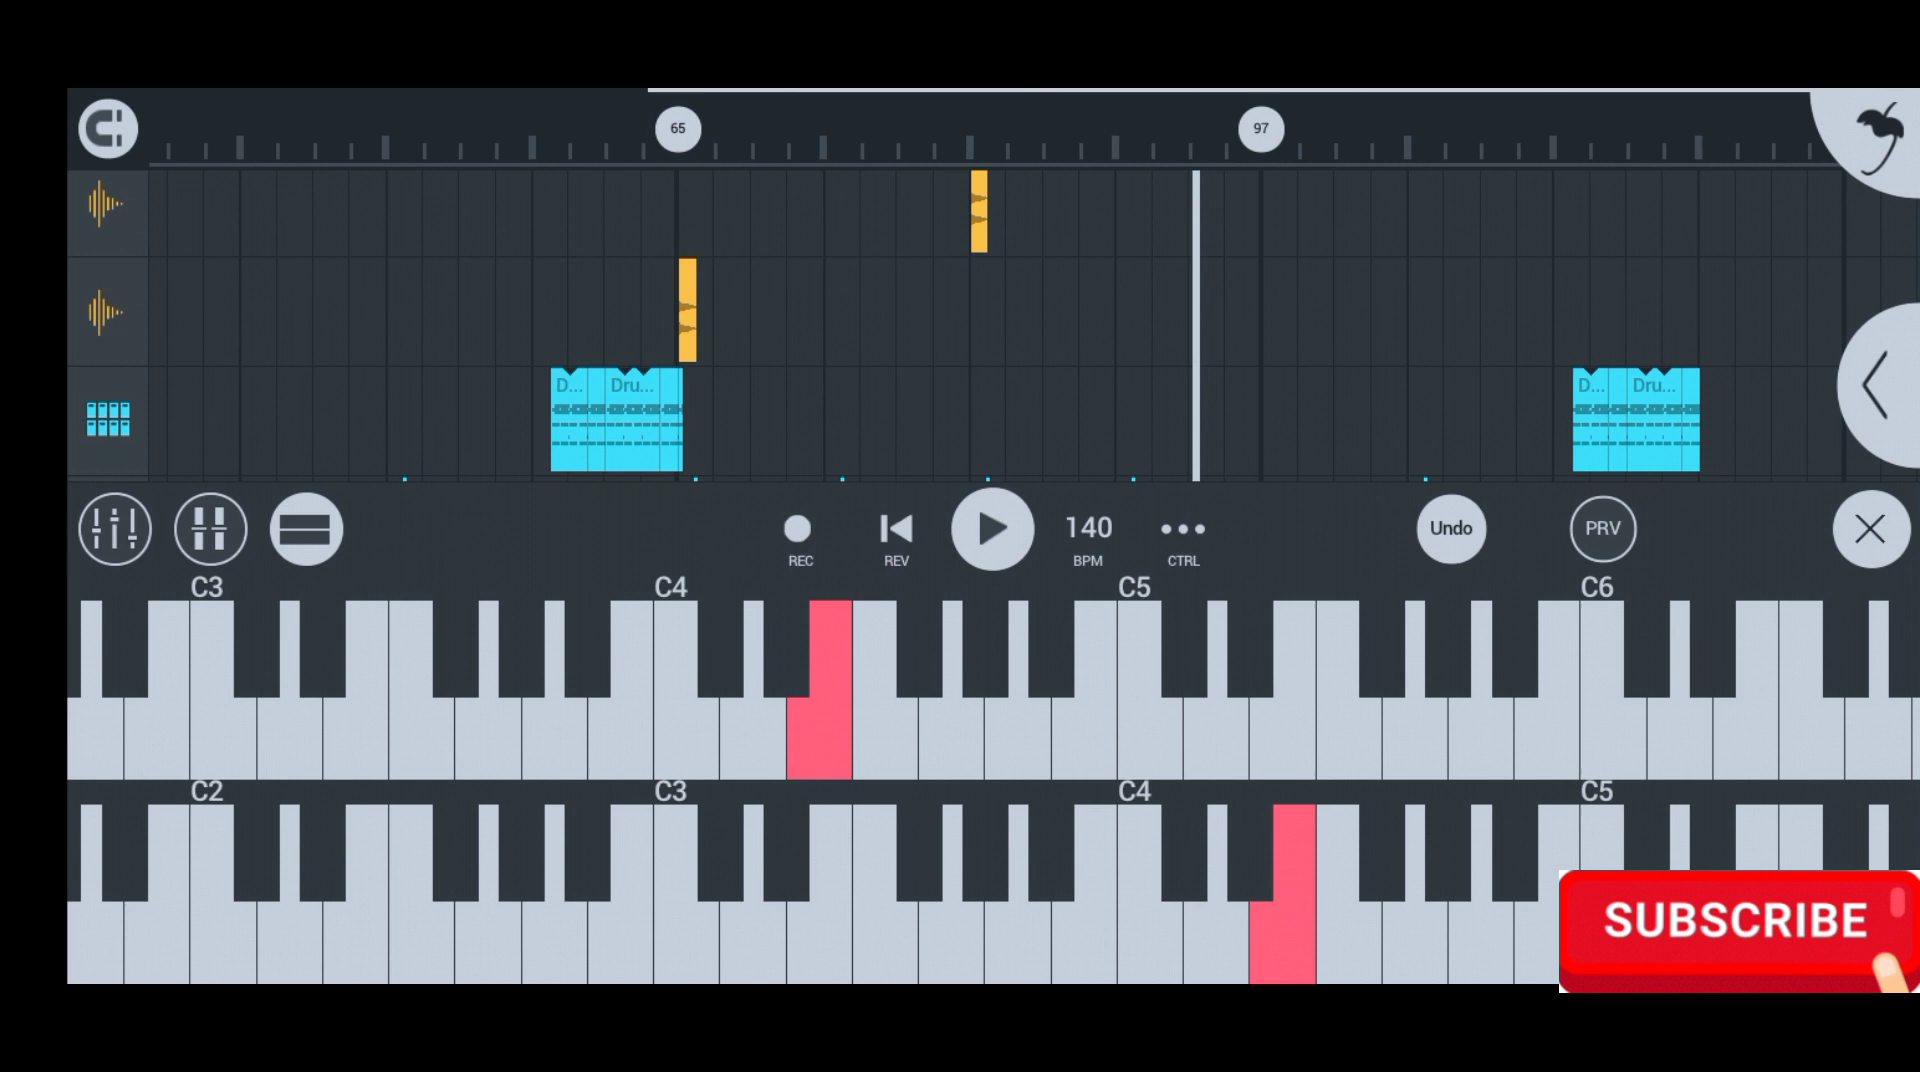 65 97
D... Dru... D... Dru...
140 Undo PRV
REC REV BPM CTRL
C3 C4 C5 C6
C2 C3 C4 C5
SUBSCRIBE